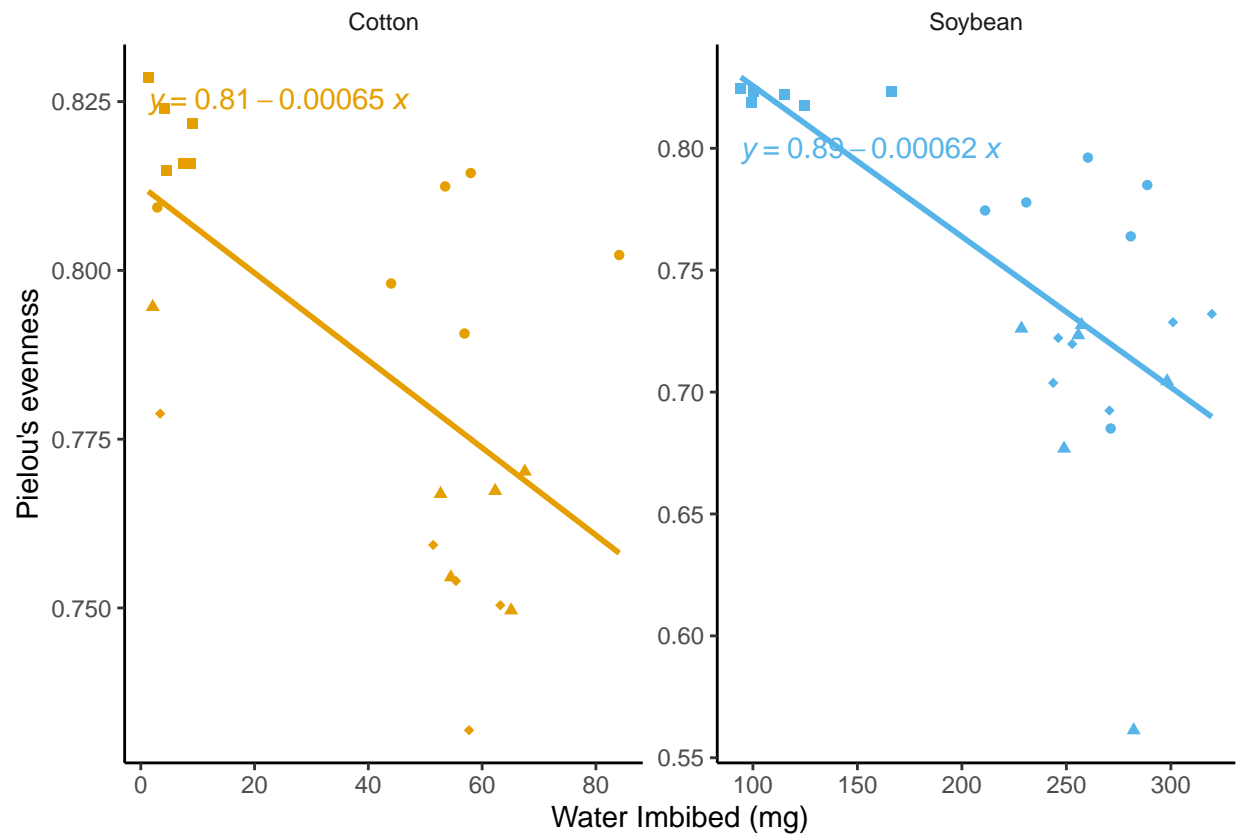 Cotton
Soybean
y = 0.81 – 0.00065 x
y = 0.89 – 0.00062 x
Pielou's evenness
0.825
0.800
0.775
0.750
0.80
0.75
0.70
0.65
0.60
0.55
0 20 40 60 80
100 150 200 250 300
Water Imbibed (mg)